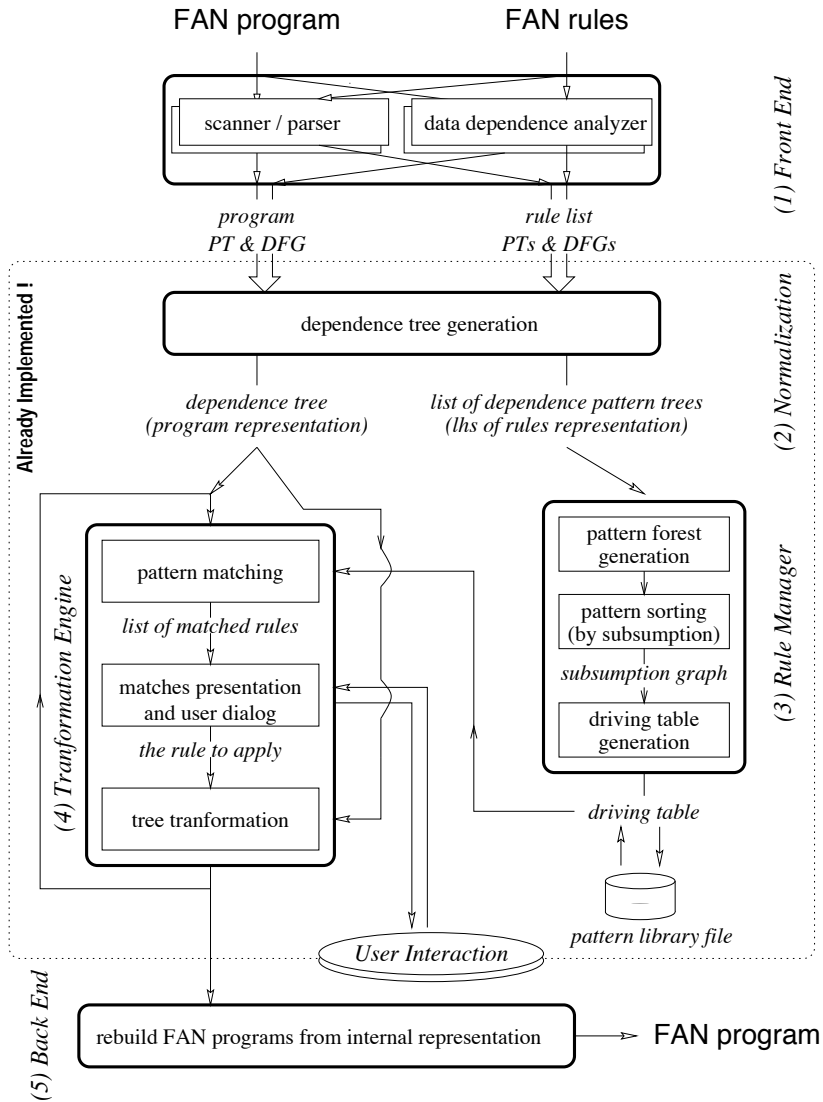 FAN program
FAN rules
scanner / parser
data dependence analyzer
(1) Front End
program
PT & DFG
rule list
PTs & DFGs
Already Implemented !
dependence tree generation
(2) Normalization
dependence tree
(program representation)
list of dependence pattern trees
(lhs of rules representation)
(4) Tranformation Engine
pattern matching
list of matched rules
matches presentation
and user dialog
the rule to apply
tree tranformation
pattern forest
generation
pattern sorting
(by subsumption)
subsumption graph
driving table
generation
(3) Rule Manager
driving table
pattern library file
User Interaction
(5) Back End
rebuild FAN programs from internal representation
FAN program